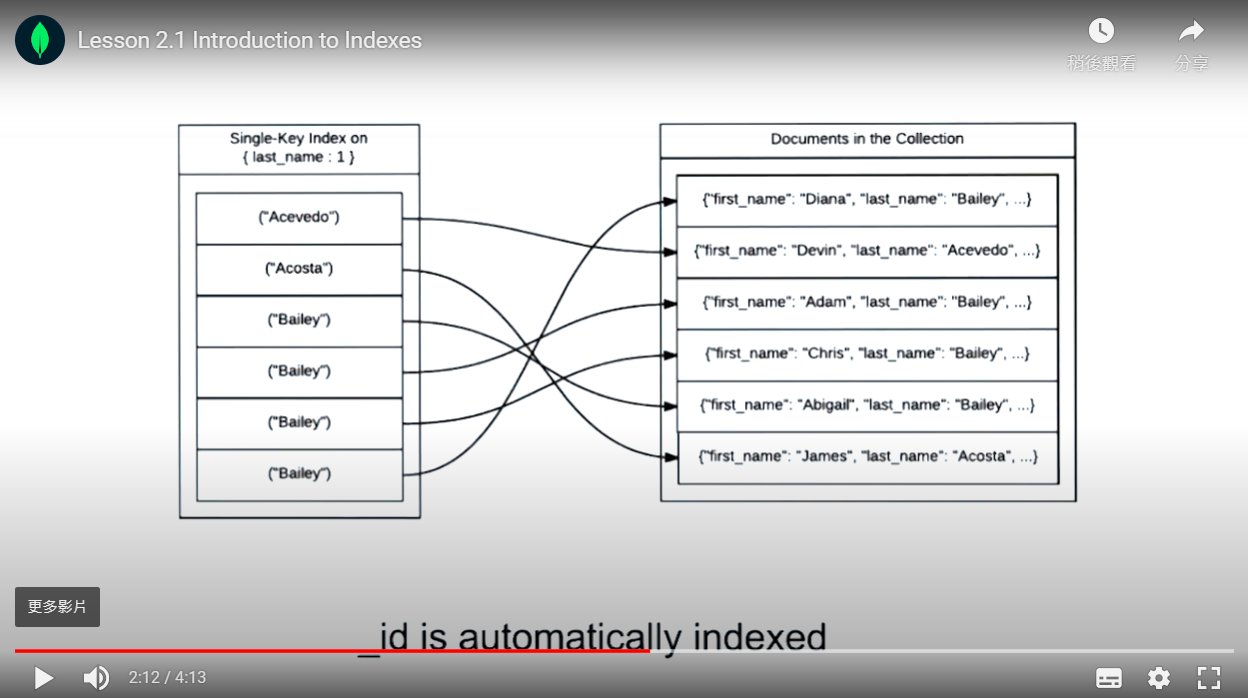 Lesson 2.1 Introduction to Indexes
稍後觀看
分享
Single-Key Index on
{ last_name : 1 }
("Acevedo")
("Acosta")
("Bailey")
("Bailey")
("Bailey")
("Bailey")
Documents in the Collection
{"first_name": "Diana", "last_name": "Bailey", ...}
{"first_name": "Devin", "last_name": "Acevedo", ...}
{"first_name": "Adam", "last_name": "Bailey", ...}
{"first_name": "Chris", "last_name": "Bailey", ...}
{"first_name": "Abigail", "last_name": "Bailey", ...}
{"first_name": "James", "last_name": "Acosta", ...}
更多影片
_id is automatically indexed
2:12 / 4:13